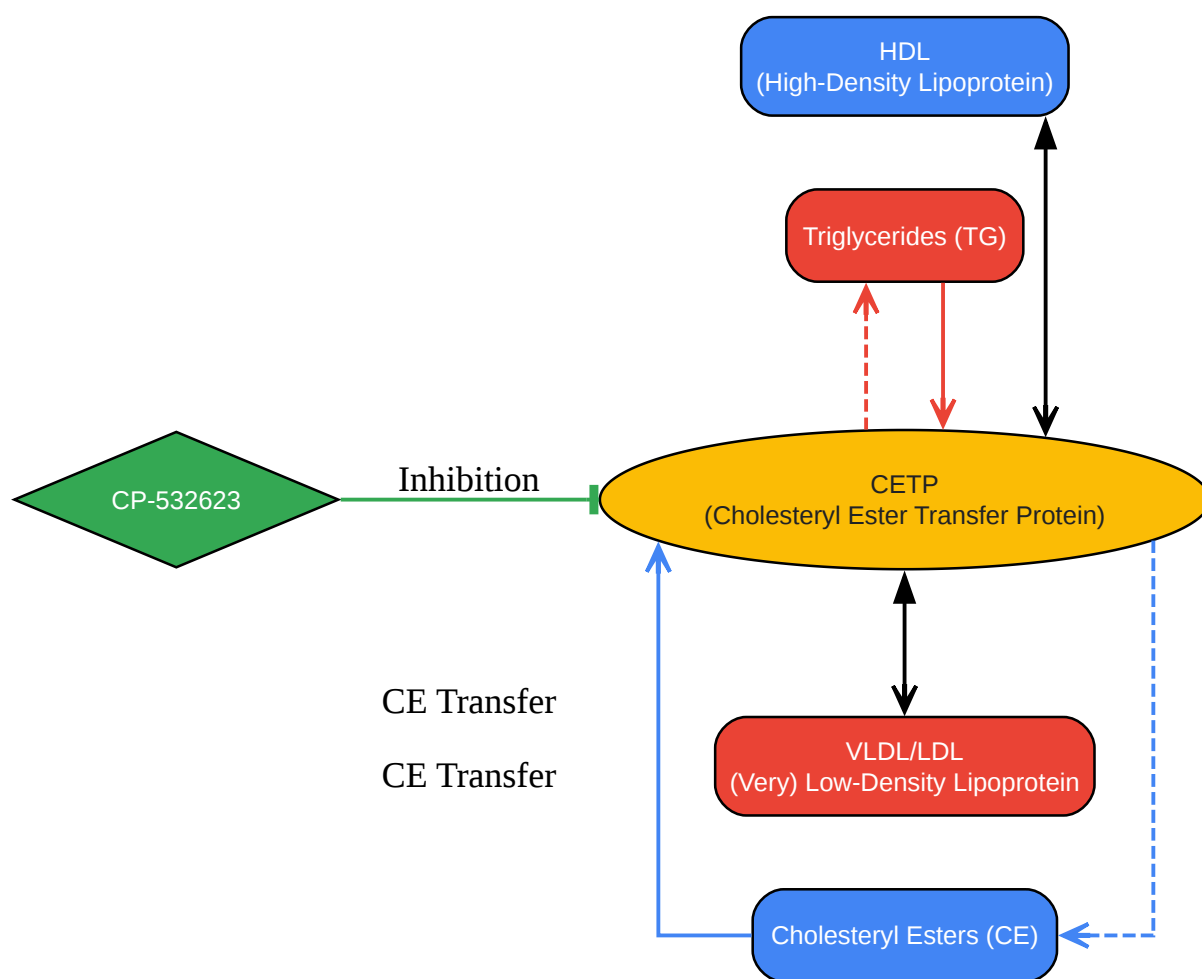 HDL
(High-Density Lipoprotein)
Triglycerides (TG)
CP-532623
Inhibition
CETP
(Cholesteryl Ester Transfer Protein)
CE Transfer
VLDL/LDL
(Very) Low-Density Lipoprotein
CE Transfer
Cholesteryl Esters (CE)